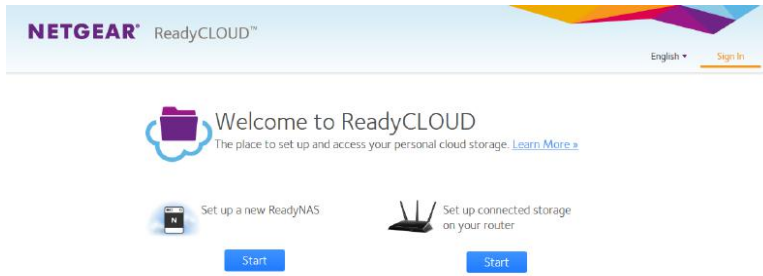 NETGEAR® ReadyCLOUD™
English ▾
Sign In
Welcome to ReadyCLOUD
The place to set up and access your personal cloud storage. Learn More »
Set up a new ReadyNAS
N
Start
Set up connected storage
on your router
Start